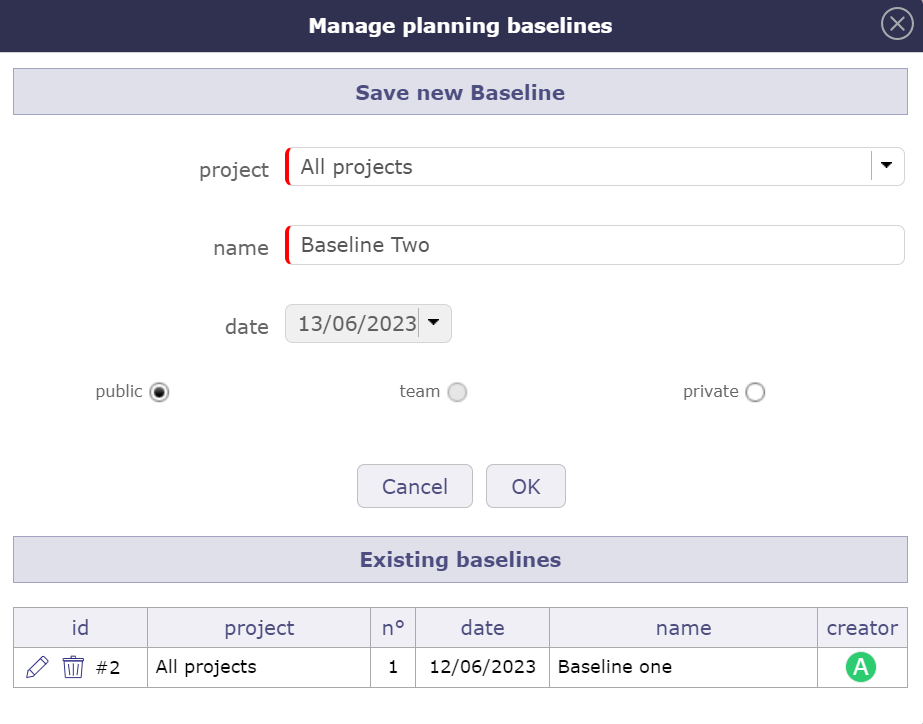 Manage planning baselines
Save new Baseline
project All projects
name Baseline Two
date 13/06/2023
public team private
Cancel OK
Existing baselines
id project n° date name creator
#2 All projects 1 12/06/2023 Baseline one A